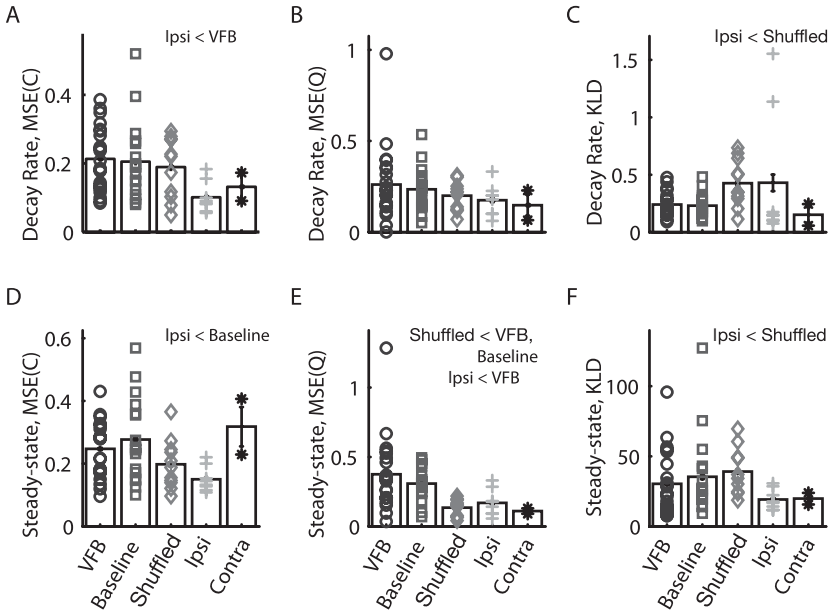 A
Ipsi < VFB
Decay Rate, MSE(C)
0.4
0.2
0
B
Decay Rate, MSE(Q)
1
0.5
0
C
Ipsi < Shuffled
Decay Rate, KLD
1.5
1
0.5
0
D
Ipsi < Baseline
Steady-state, MSE(C)
0.6
0.4
0.2
0
VFB
Baseline
Shuffled
Ipsi
Contra
E
Shuffled < VFB,
Baseline
Ipsi < VFB
Steady-state, MSE(Q)
1
0.5
0
VFB
Baseline
Shuffled
Ipsi
Contra
F
Ipsi < Shuffled
Steady-state, KLD
100
50
0
VFB
Baseline
Shuffled
Ipsi
Contra